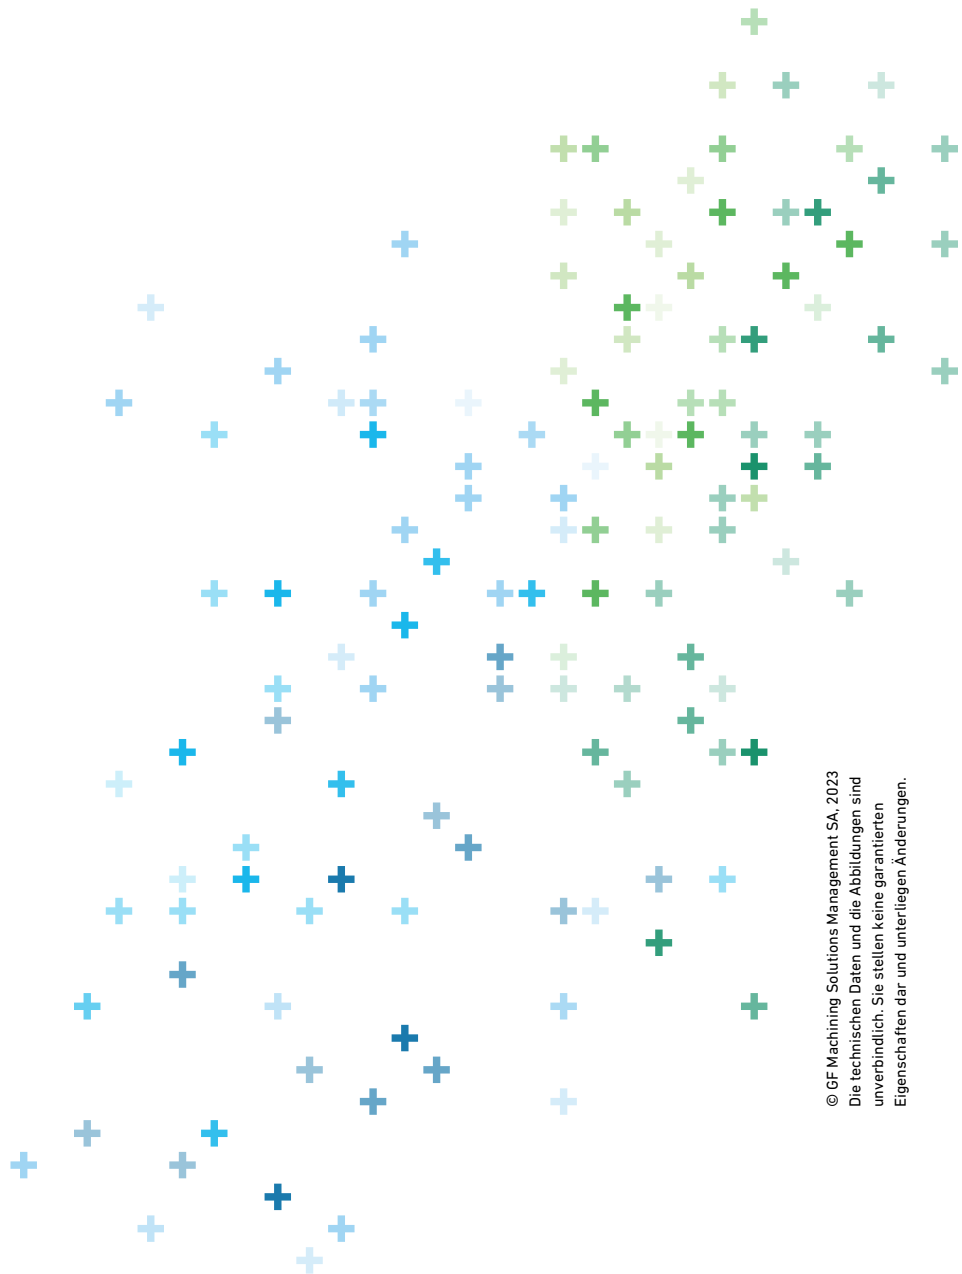 © GF Machining Solutions Management SA, 2023
Die technischen Daten und die Abbildungen sind
unverbindlich. Sie stellen keine garantierten
Eigenschaften dar und unterliegen Änderungen.